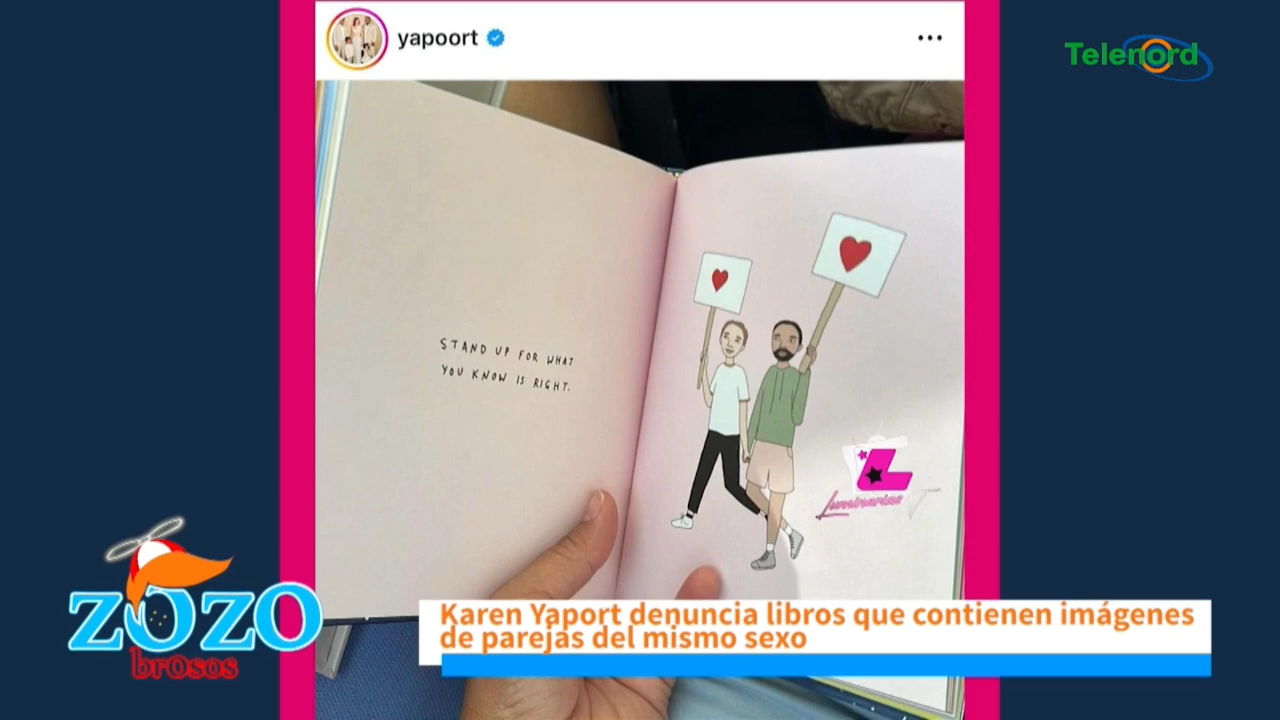 yapoort
Telenord
STAND UP FOR WHAT
YOU KNOW IS RIGHT.
L
Luminarias TV
ZOZO
brosos
Karen Yaport denuncia libros que contienen imágenes
de parejas del mismo sexo